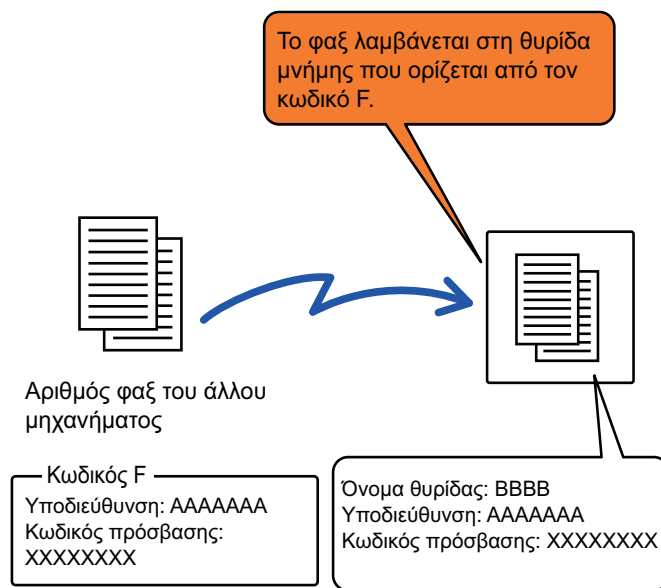 Το φαξ λαμβάνεται στη θυρίδα
μνήμης που ορίζεται από τον
κωδικό F.
Αριθμός φαξ του άλλου
μηχανήματος
Κωδικός F
Υποδιεύθυνση: AAAAAAA
Κωδικός πρόσβασης:
XXXXXXXX
Όνομα θυρίδας: BBBB
Υποδιεύθυνση: AAAAAAA
Κωδικός πρόσβασης: XXXXXXXX